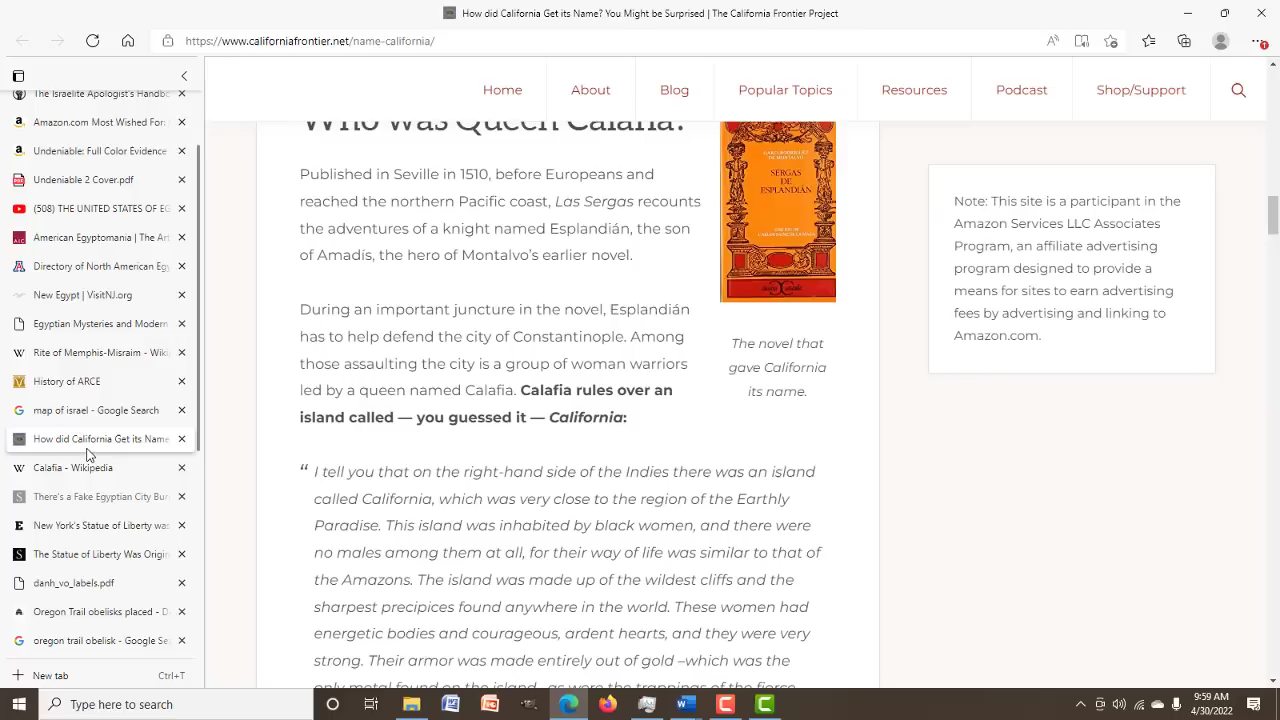 How did California Get its Name? You Might be Surprised | The California Frontier Project
https://www.californiafrontier.net/name-california/
The Israelite Apologist's Handbo
Amazon.com Most Wished For:
Undeniable: Full Color Evidence
Undeniable 2 Cover.pdf
(508) THE UNITED STATES OF EG
Directory of North American Egy
New Egypt | VisitNJ.org
Egyptian Mysteries and Modern
Rite of Memphis-Misraim - Wiki
History of ARCE
map of israel - Google Search
How did California Get its Name
Calafia - Wikipedia
There's a Fake Egyptian City Bur
New York's Statue of Liberty was
The Statue of Liberty Was Origin
danh_vo_labels.pdf
Oregon Trail obelisks placed - D
oregon trail obelisk - Google Se
New tab Ctrl+T
Home About Blog Popular Topics Resources Podcast Shop/Support
Who Was Queen Calafia?
Published in Seville in 1510, before Europeans and
reached the northern Pacific coast, Las Sergas recounts
the adventures of a knight named Esplandián, the son
of Amadís, the hero of Montalvo's earlier novel.
During an important juncture in the novel, Esplandián
has to help defend the city of Constantinople. Among
those assaulting the city is a group of woman warriors
led by a queen named Calafia. Calafia rules over an
island called — you guessed it — California:
“ I tell you that on the right-hand side of the Indies there was an island
called California, which was very close to the region of the Earthly
Paradise. This island was inhabited by black women, and there were
no males among them at all, for their way of life was similar to that of
the Amazons. The island was made up of the wildest cliffs and the
sharpest precipices found anywhere in the world. These women had
energetic bodies and courageous, ardent hearts, and they were very
strong. Their armor was made entirely out of gold –which was the
only metal found on the island– as were the trappings of the fierce
SERGAS
DE
ESPLANDIÁN
The novel that
gave California
its name.
Note: This site is a participant in the
Amazon Services LLC Associates
Program, an affiliate advertising
program designed to provide a
means for sites to earn advertising
fees by advertising and linking to
Amazon.com.
Type here to search
9:59 AM
4/30/2022